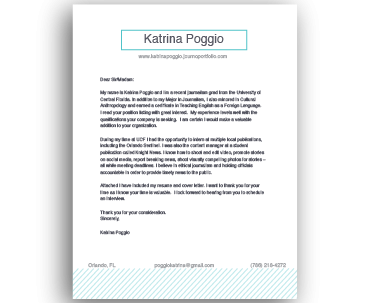 Katrina Poggio
www.katrinapoggio.journoportfolio.com
Dear Sir/Madam:
My name is Katrina Poggio and I'm a recent journalism grad from the University of
Central Florida. In addition to my Major in Journalism, I also minored in Cultural
Anthropology and earned a certificate in Teaching English as a Foreign Language.
I read your position listing with great interest. My experience levels meet with the
qualifications your company is seeking. I am certain I would make a valuable
addition to your organization.
During my time at UCF I had the opportunity to intern at multiple local publications,
including the Orlando Sentinel. I was also the content manager at a student
publication called Knight News. I know how to shoot and edit video, promote stories
on social media, report breaking news, shoot visually compelling photos for stories –
all while meeting deadlines. I believe in ethical journalism and holding officials
accountable in order to provide timely news to the public.
Attached I have included my resume and cover letter. I want to thank you for your
time as I know your time is valuable. I look forward to hearing from you to schedule
an interview.
Thank you for your consideration.
Sincerely,
Katrina Poggio
Orlando, FL poggiokatrina@gmail.com (786) 216-4272